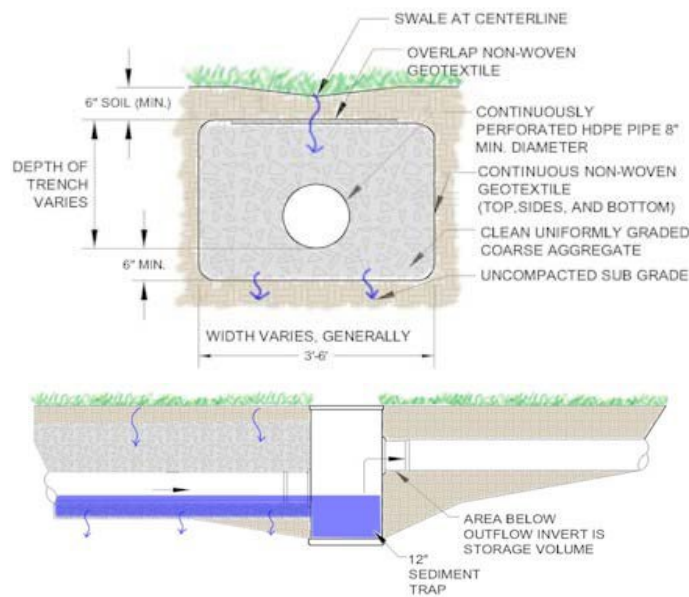 SWALE AT CENTERLINE
OVERLAP NON-WOVEN
GEOTEXTILE
6" SOIL (MIN.)
CONTINUOUSLY
PERFORATED HDPE PIPE 8"
MIN. DIAMETER
DEPTH OF
TRENCH
VARIES
CONTINUOUS NON-WOVEN
GEOTEXTILE
(TOP,SIDES, AND BOTTOM)
CLEAN UNIFORMLY GRADED
COARSE AGGREGATE
6" MIN.
UNCOMPACTED SUB GRADE
WIDTH VARIES, GENERALLY
3'-6'
AREA BELOW
OUTFLOW INVERT IS
STORAGE VOLUME
12"
SEDIMENT
TRAP